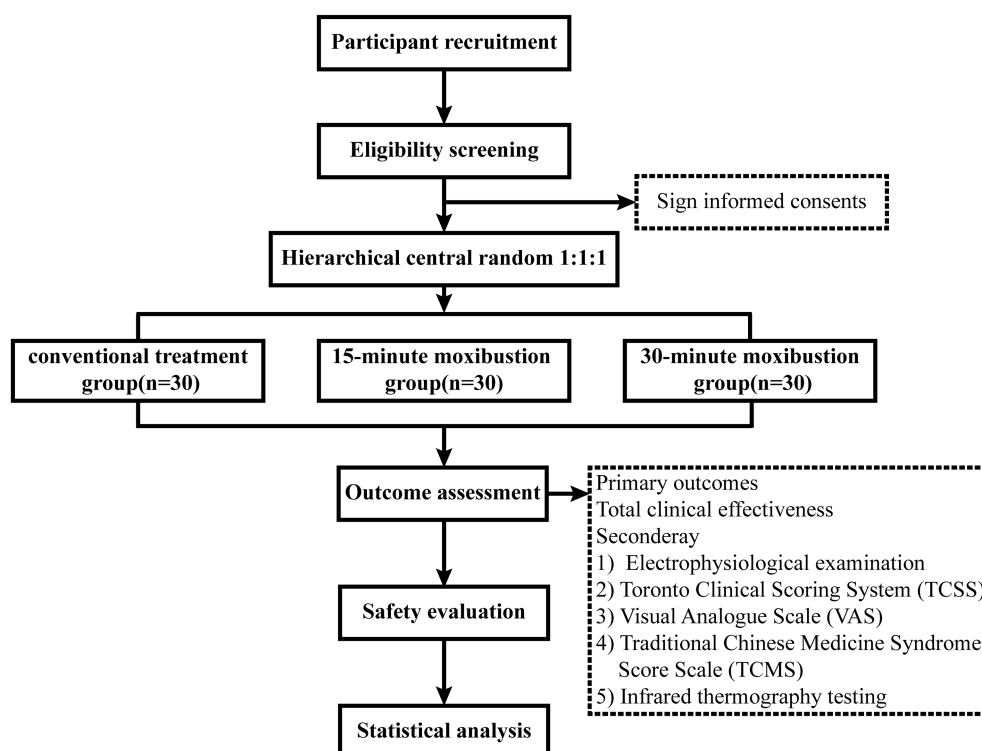 Participant recruitment
Eligibility screening
Sign informed consents
Hierarchical central random 1:1:1
conventional treatment
group(n=30)
15-minute moxibustion
group(n=30)
30-minute moxibustion
group(n=30)
Outcome assessment
Primary outcomes
Total clinical effectiveness
Seconderay
1) Electrophysiological examination
2) Toronto Clinical Scoring System (TCSS)
3) Visual Analogue Scale (VAS)
4) Traditional Chinese Medicine Syndrome
Score Scale (TCMS)
5) Infrared thermography testing
Safety evaluation
Statistical analysis